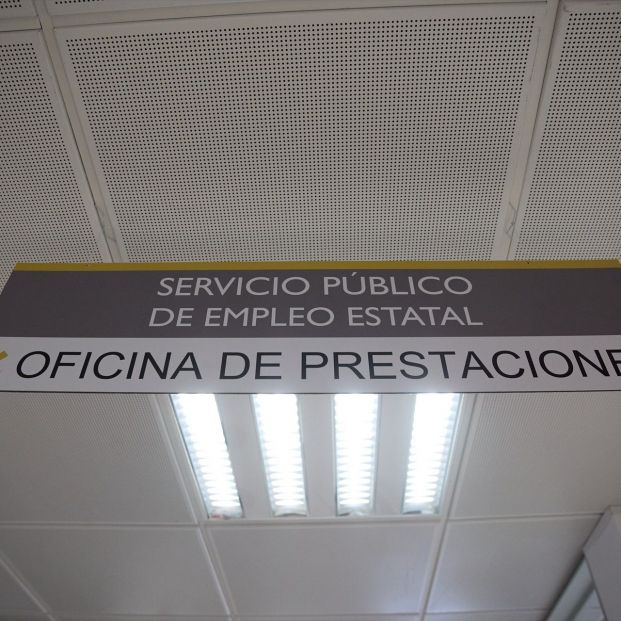 SERVICIO PÚBLICO
DE EMPLEO ESTATAL
OFICINA DE PRESTACIONE